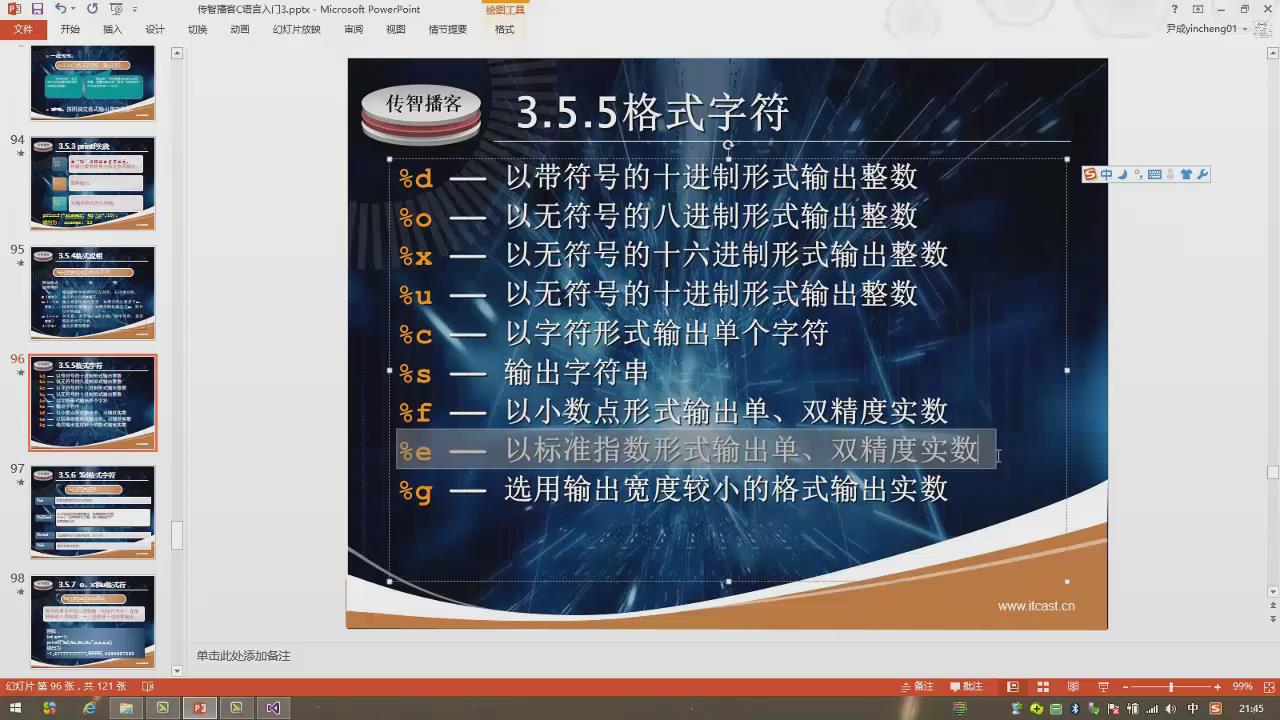 传智播客C语言入门3.pptx - Microsoft PowerPoint
绘图工具
文件
开始
插入
设计
切换
动画
幻灯片放映
审阅
视图
情节提要
格式
尹成yincheng01
94
3.5.3 printf实践
95
3.5.4格式说明
96
3.5.5格式字符
97
3.5.6 %d格式字符
98
传智播客
3.5.5格式字符
%d — 以带符号的十进制形式输出整数
%o — 以无符号的八进制形式输出整数
%x — 以无符号的十六进制形式输出整数
%u — 以无符号的十进制形式输出整数
%c — 以字符形式输出单个字符
%s — 输出字符串
%f — 以小数点形式输出单、双精度实数
%e — 以标准指数形式输出单、双精度实数
%g — 选用输出宽度较小的格式输出实数
www.itcast.cn
中
单击此处添加备注
幻灯片 第 96 张，共 121 张
备注
批注
99%
中
21:45